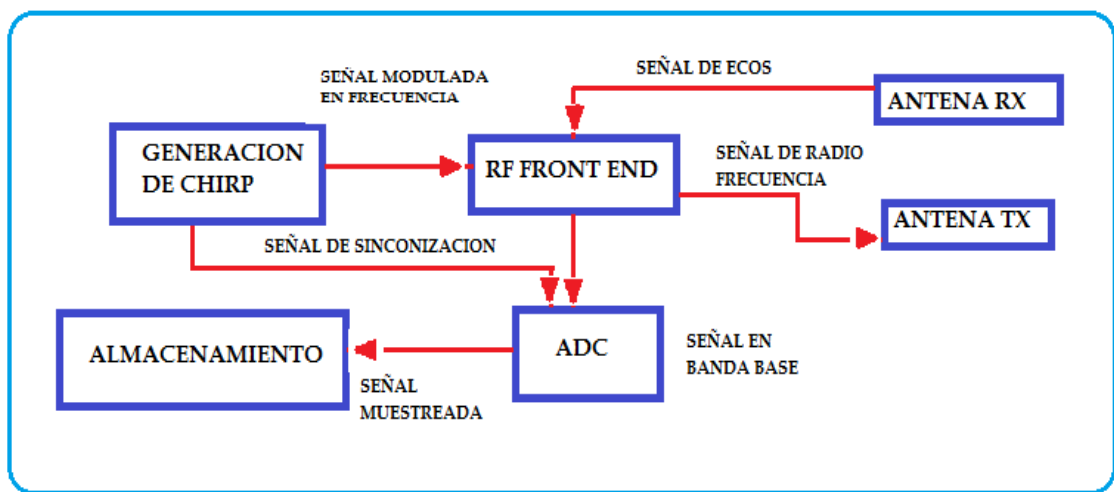 SEÑAL MODULADA
EN FRECUENCIA
SEÑAL DE ECOS
ANTENA RX
GENERACION
DE CHIRP
RF FRONT END
SEÑAL DE RADIO
FRECUENCIA
ANTENA TX
SEÑAL DE SINCONIZACION
ALMACENAMIENTO
ADC
SEÑAL EN
BANDA BASE
SEÑAL
MUESTREADA